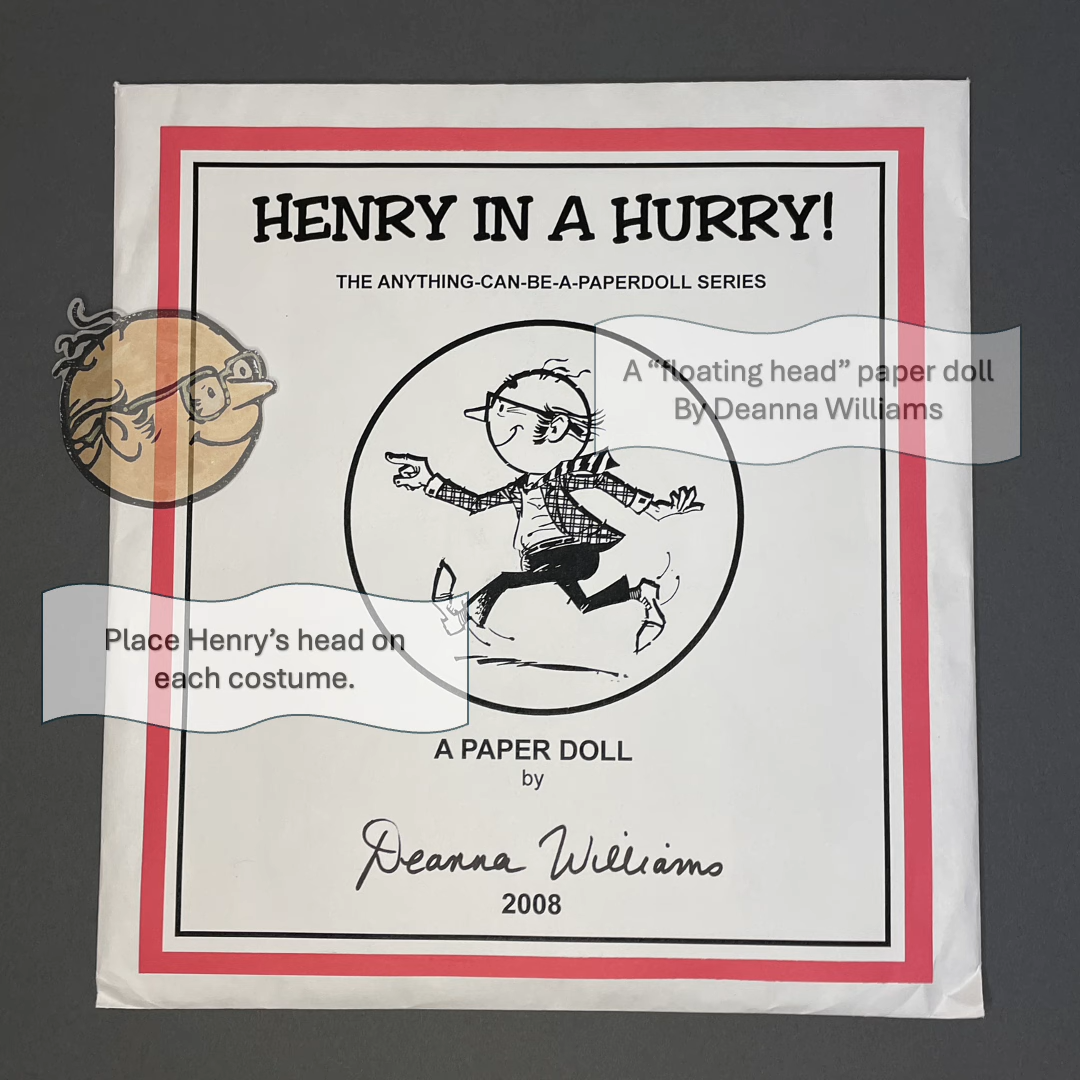 HENRY IN A HURRY!
THE ANYTHING-CAN-BE-A-PAPERDOLL SERIES
A “floating head” paper doll
By Deanna Williams
Place Henry’s head on
each costume.
A PAPER DOLL
by
Deanna Williams
2008